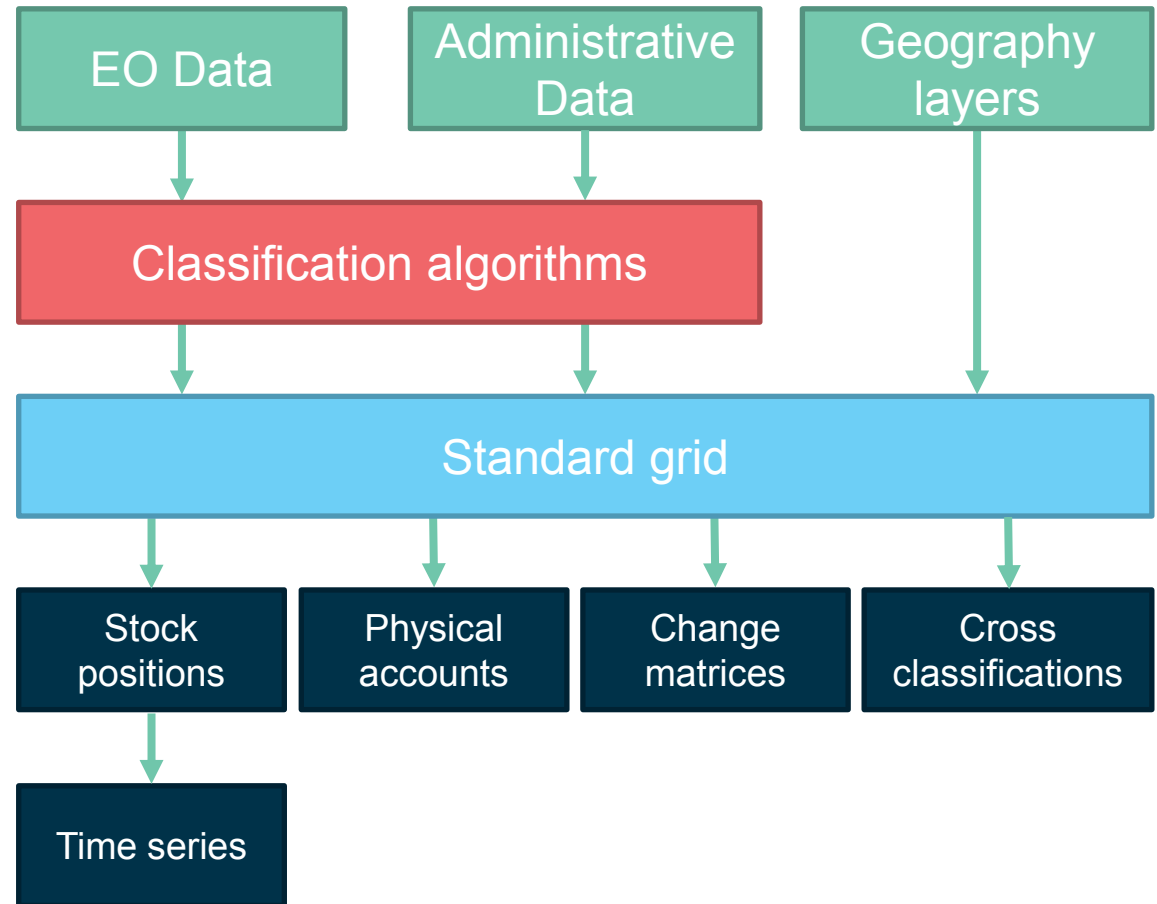 EO Data
Administrative
Data
Geography
layers
Classification algorithms
Standard grid
Stock
positions
Physical
accounts
Change
matrices
Cross
classifications
Time series